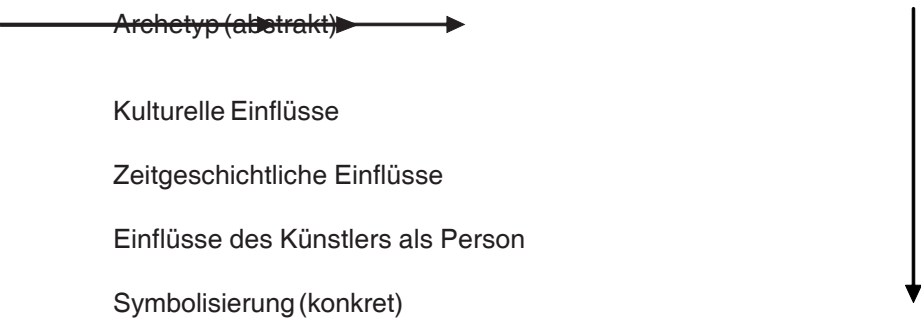 Archetyp (abstrakt)
Kulturelle Einflüsse
Zeitgeschichtliche Einflüsse
Einflüsse des Künstlers als Person
Symbolisierung (konkret)